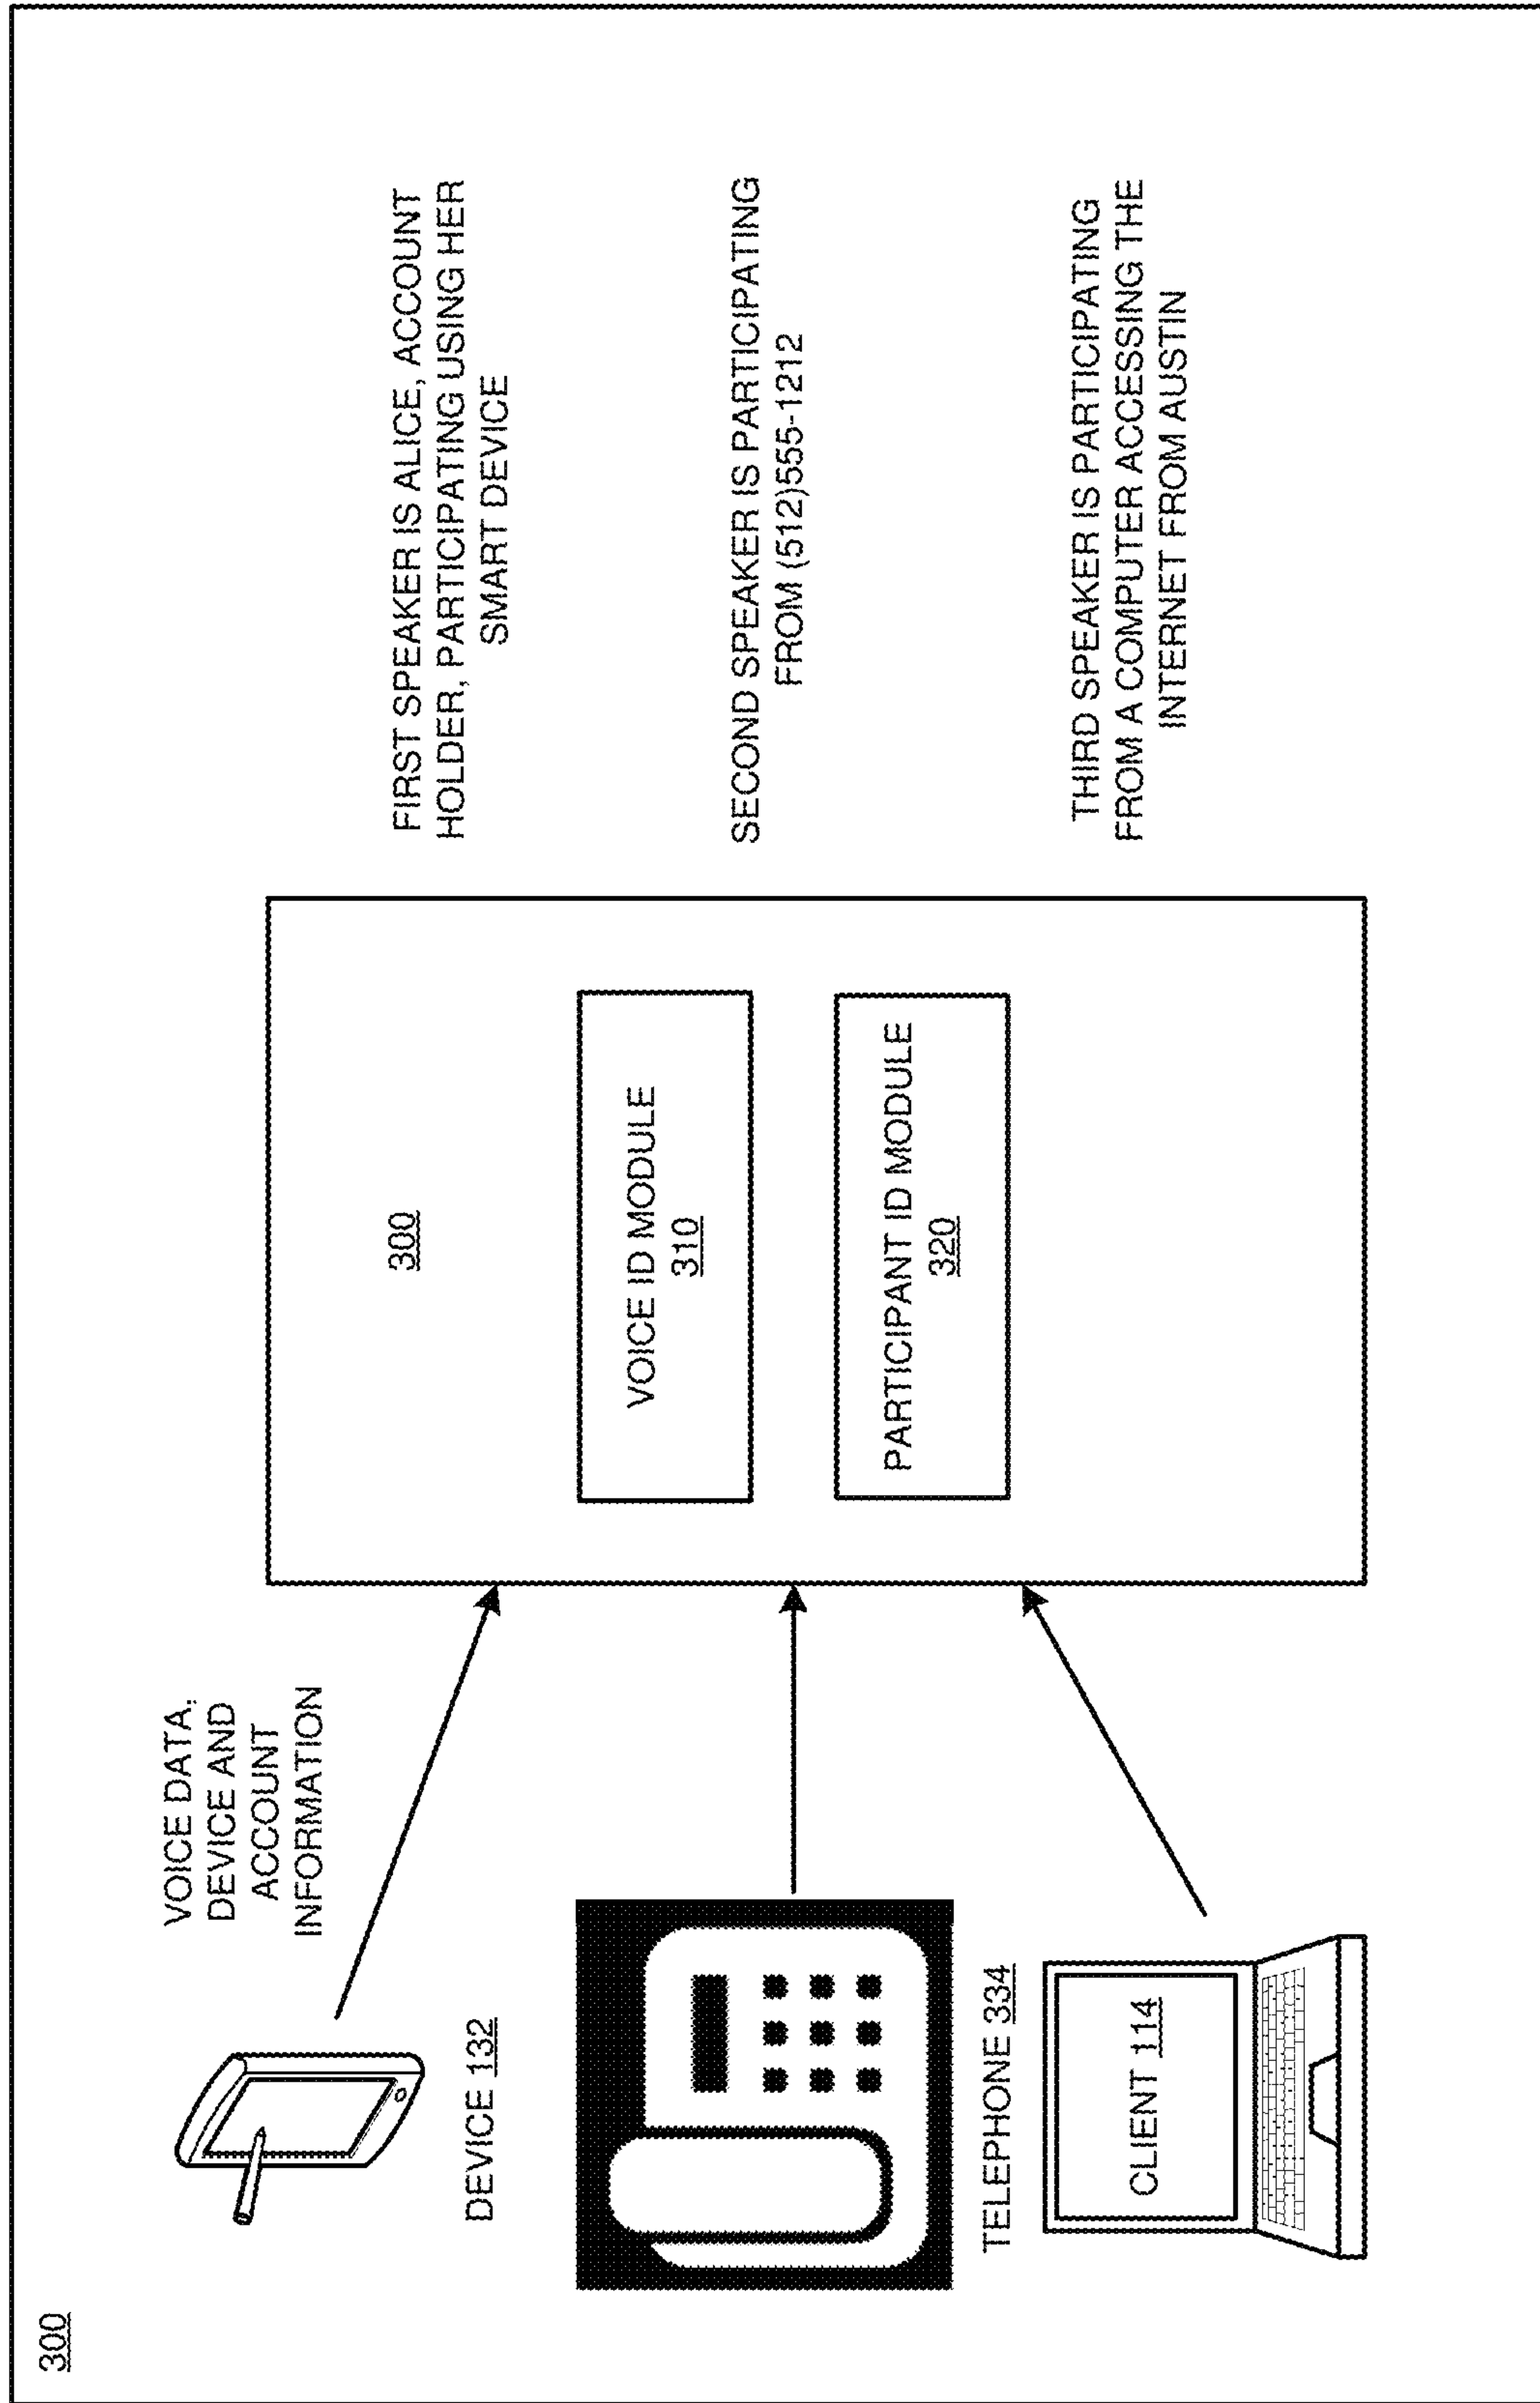 300
VOICE DATA,
DEVICE AND
ACCOUNT
INFORMATION
DEVICE 132
TELEPHONE 334
CLIENT 114
300
VOICE ID MODULE
310
PARTICIPANT ID MODULE
320
FIRST SPEAKER IS ALICE, ACCOUNT
HOLDER, PARTICIPATING USING HER
SMART DEVICE
SECOND SPEAKER IS PARTICIPATING
FROM (512)555-1212
THIRD SPEAKER IS PARTICIPATING
FROM A COMPUTER ACCESSING THE
INTERNET FROM AUSTIN